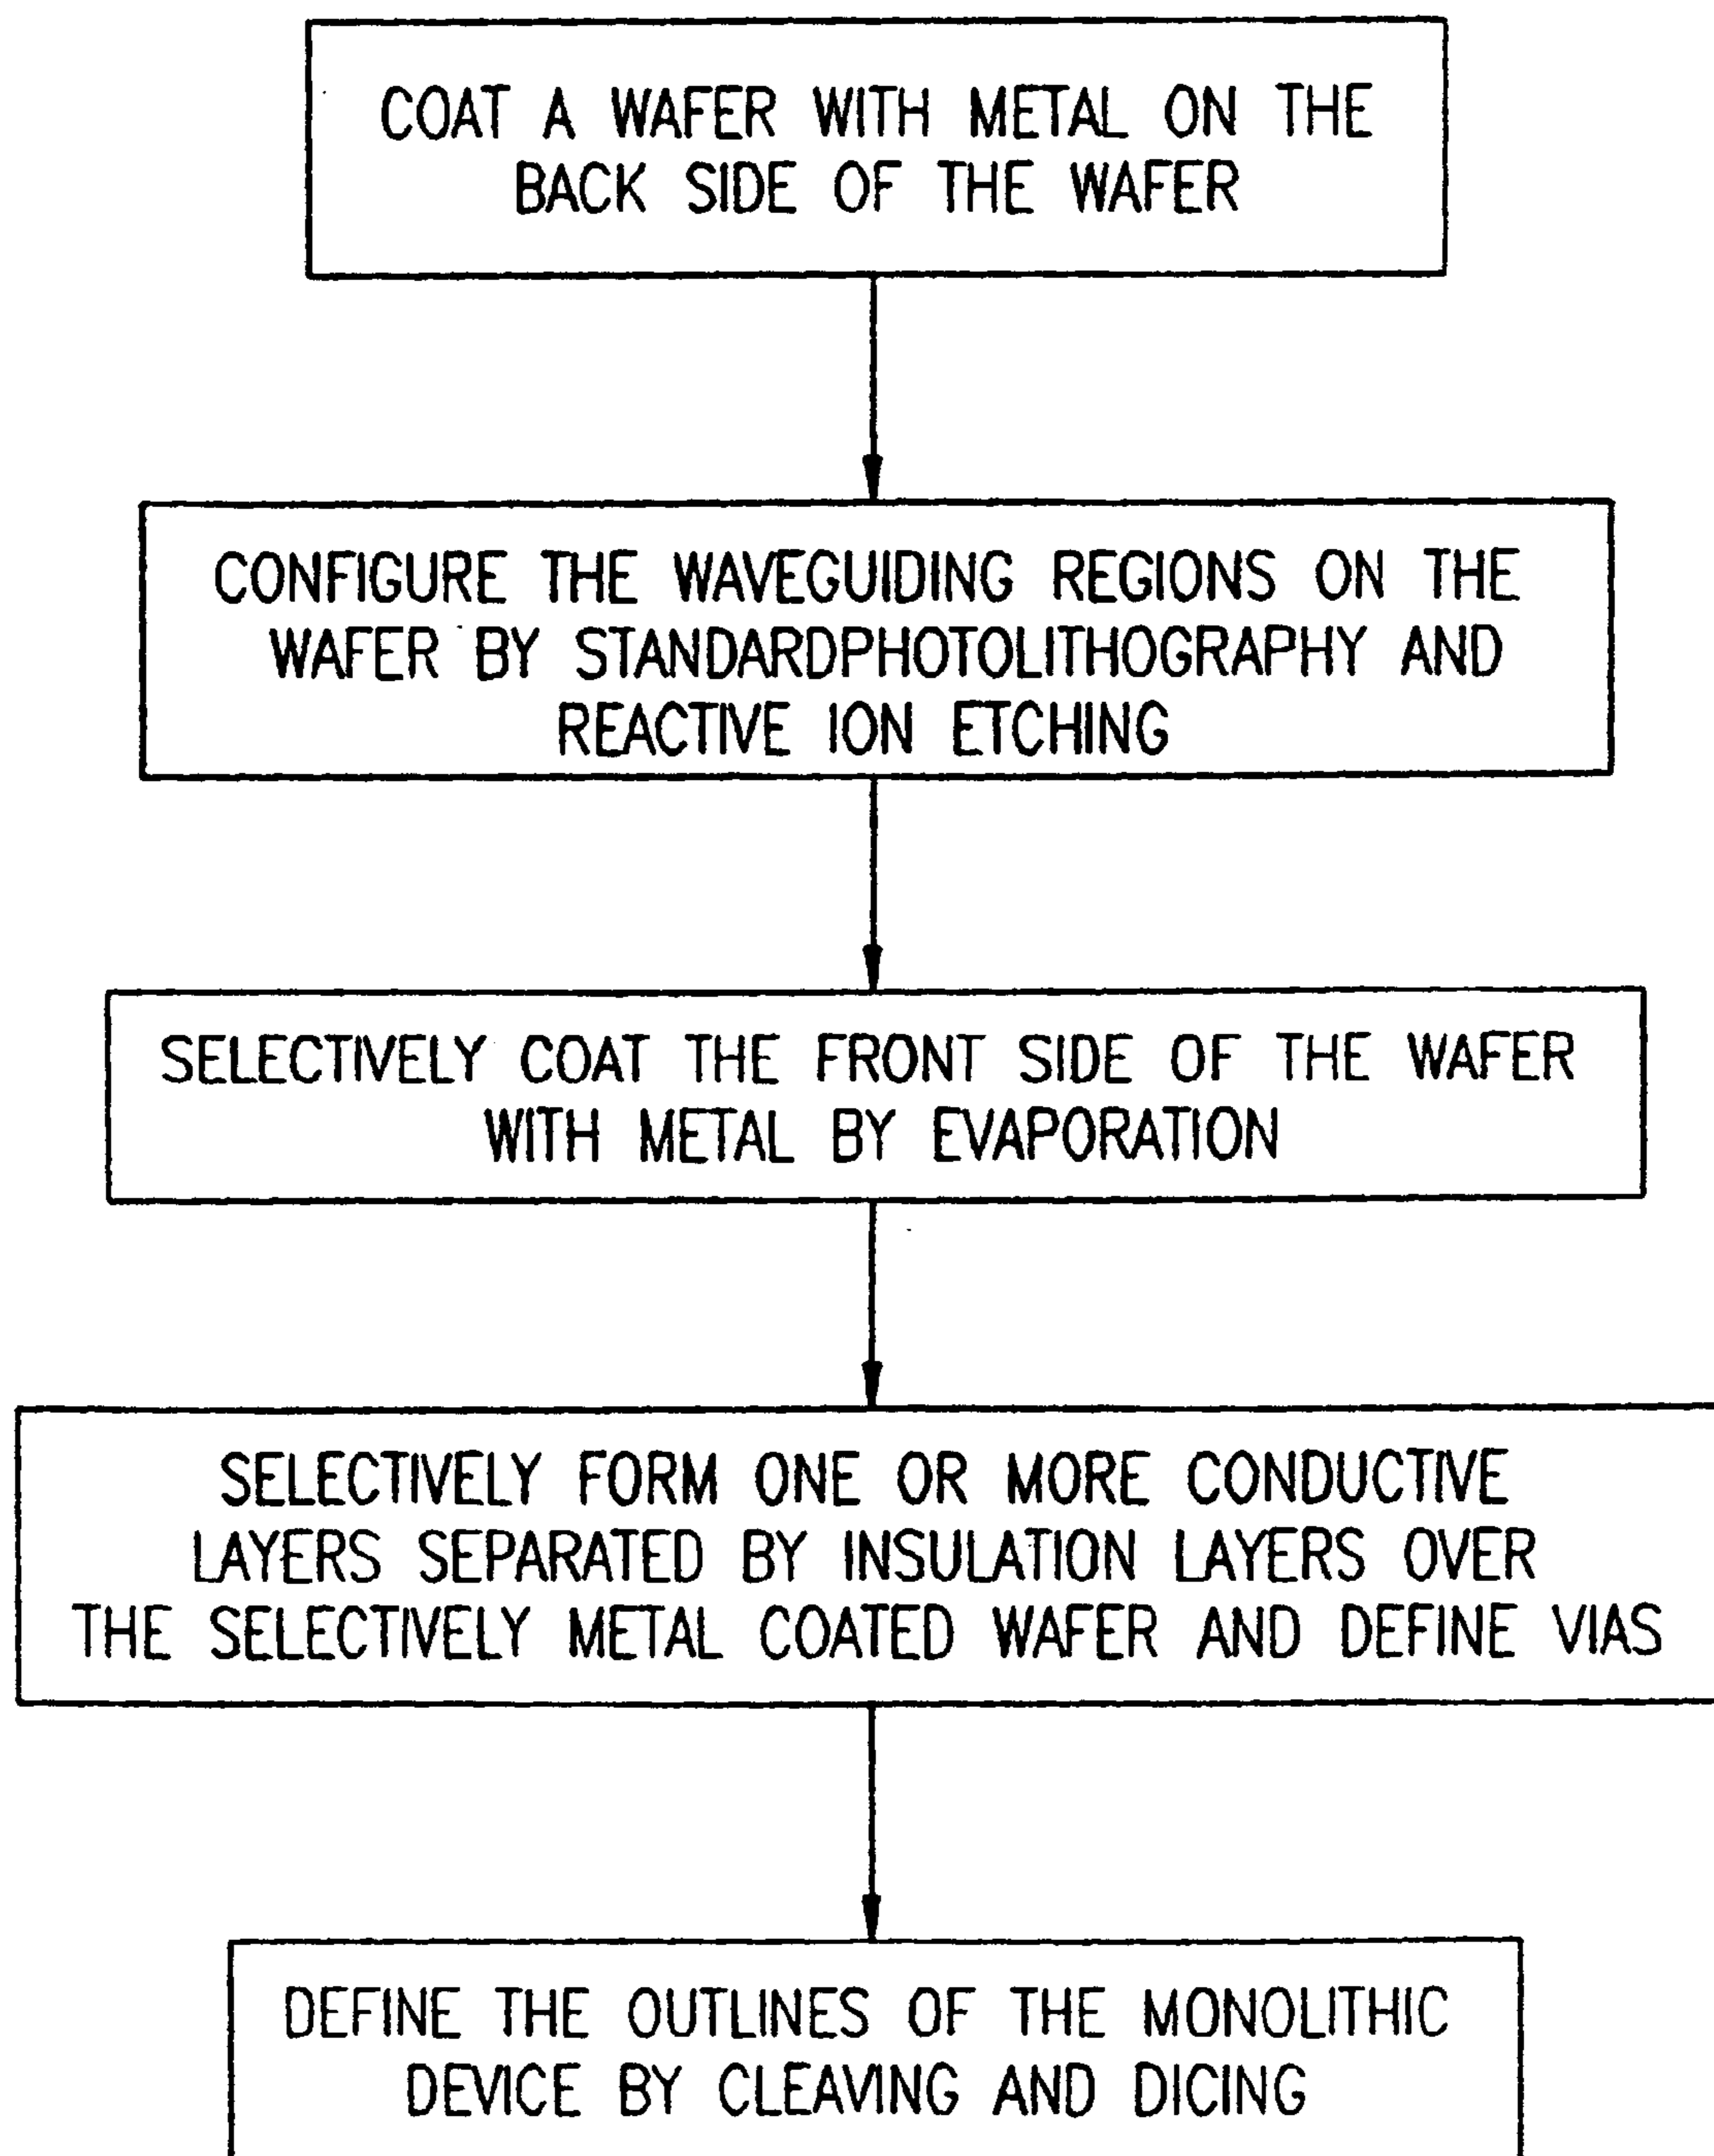 COAT A WAFER WITH METAL ON THE
BACK SIDE OF THE WAFER
CONFIGURE THE WAVEGUIDING REGIONS ON THE
WAFER BY STANDARDPHOTOLITHOGRAPHY AND
REACTIVE ION ETCHING
SELECTIVELY COAT THE FRONT SIDE OF THE WAFER
WITH METAL BY EVAPORATION
SELECTIVELY FORM ONE OR MORE CONDUCTIVE
LAYERS SEPARATED BY INSULATION LAYERS OVER
THE SELECTIVELY METAL COATED WAFER AND DEFINE VIAS
DEFINE THE OUTLINES OF THE MONOLITHIC
DEVICE BY CLEAVING AND DICING